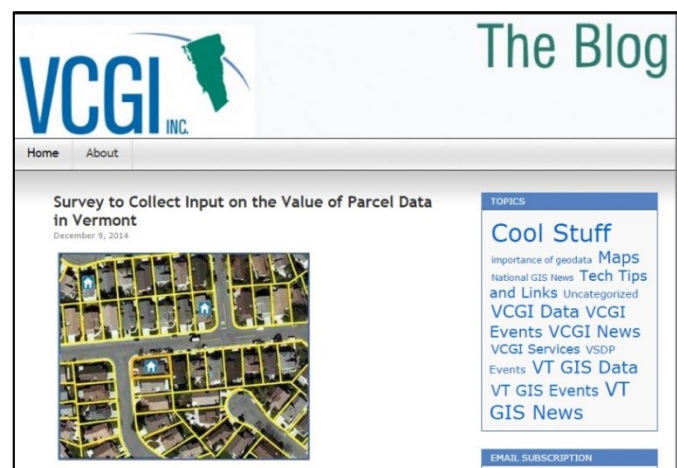 VCGI INC.
The Blog
Home About
Survey to Collect Input on the Value of Parcel Data
in Vermont
December 9, 2014
TOPICS
Cool Stuff
importance of geodata Maps
National GIS News Tech Tips
and Links Uncategorized
VCGI Data VCGI
Events VCGI News
VCGI Services VSDP
Events VT GIS Data
VT GIS Events VT
GIS News
EMAIL SUBSCRIPTION